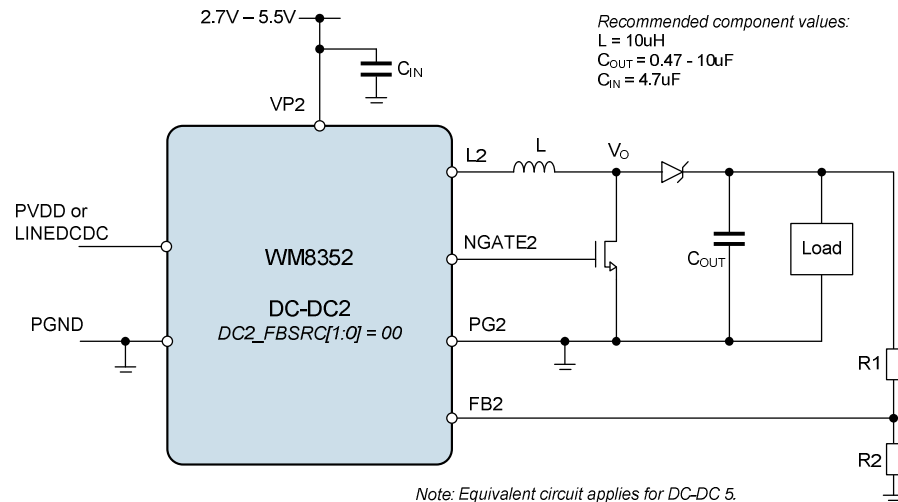 2.7V – 5.5V
Recommended component values:
L = 10uH
COUT = 0.47 - 10uF
CIN = 4.7uF
CIN
VP2
L2
L
VO
PVDD or
LINEDCDC
NGATE2
WM8352
COUT
Load
DC-DC2
DC2_FBSRC[1:0] = 00
PGND
PG2
R1
FB2
R2
Note: Equivalent circuit applies for DC-DC 5.